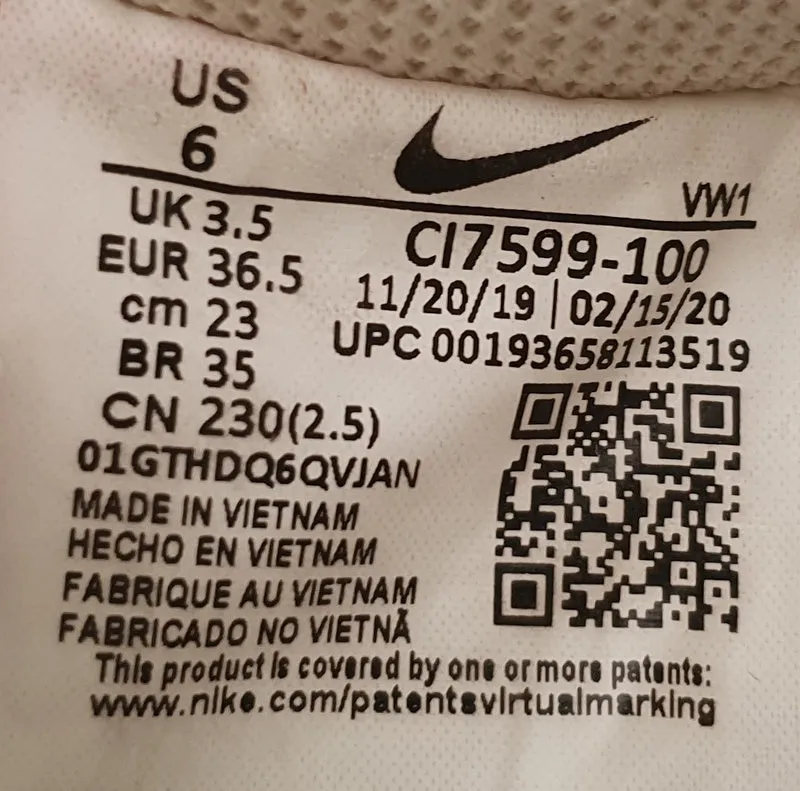 US
6
VW1
UK 3.5
EUR 36.5
cm 23
BR 35
CN 230(2.5)
CI7599-100
11/20/19 | 02/15/20
UPC 00193658113519
01GTHDQ6QVJAN
MADE IN VIETNAM
HECHO EN VIETNAM
FABRIQUE AU VIETNAM
FABRICADO NO VIETNÃ
This product is covered by one or more patents:
www.nike.com/patentsvirtualmarking